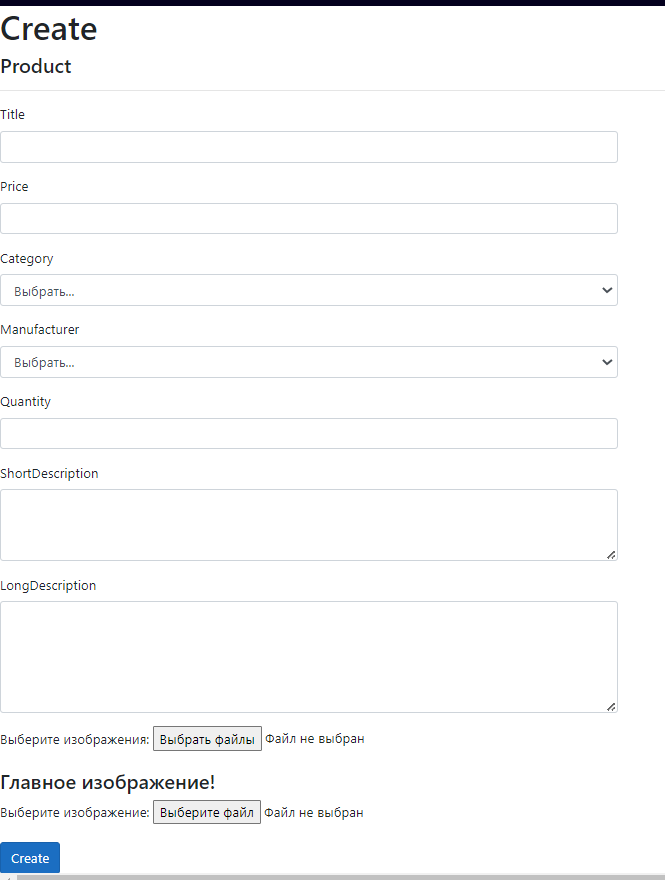 Create
Product
Title
Price
Category
Выбрать...
Manufacturer
Выбрать...
Quantity
ShortDescription
LongDescription
Выберите изображения: Выбрать файлы Файл не выбран
Главное изображение!
Выберите изображение: Выберите файл Файл не выбран
Create